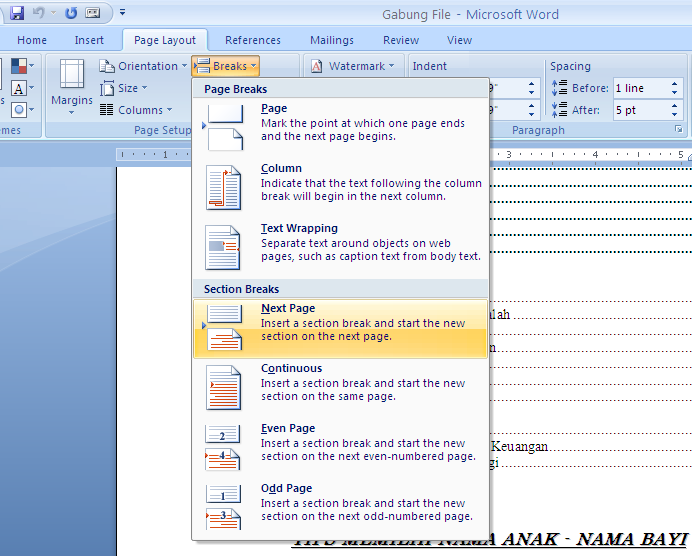 Gabung File - Microsoft Word
Home Insert Page Layout References Mailings Review View
Orientation Breaks Watermark Indent Spacing
Size 9" Before: 1 line
Margins Columns 9" After: 5 pt
emes Page Setup Paragraph
1 3 4 5
Page Breaks
Page
Mark the point at which one page ends
and the next page begins.
Column
Indicate that the text following the column
break will begin in the next column.
Text Wrapping
Separate text around objects on web
pages, such as caption text from body text.
Section Breaks
Next Page
Insert a section break and start the new
section on the next page.
alah
n
Continuous
Insert a section break and start the new
section on the same page.
Even Page
2
Insert a section break and start the new
Keuangan
4
section on the next even-numbered page.
gi
Odd Page
1
Insert a section break and start the new
3
section on the next odd-numbered page.
TIPS MEMILIH NAMA ANAK - NAMA BAYI